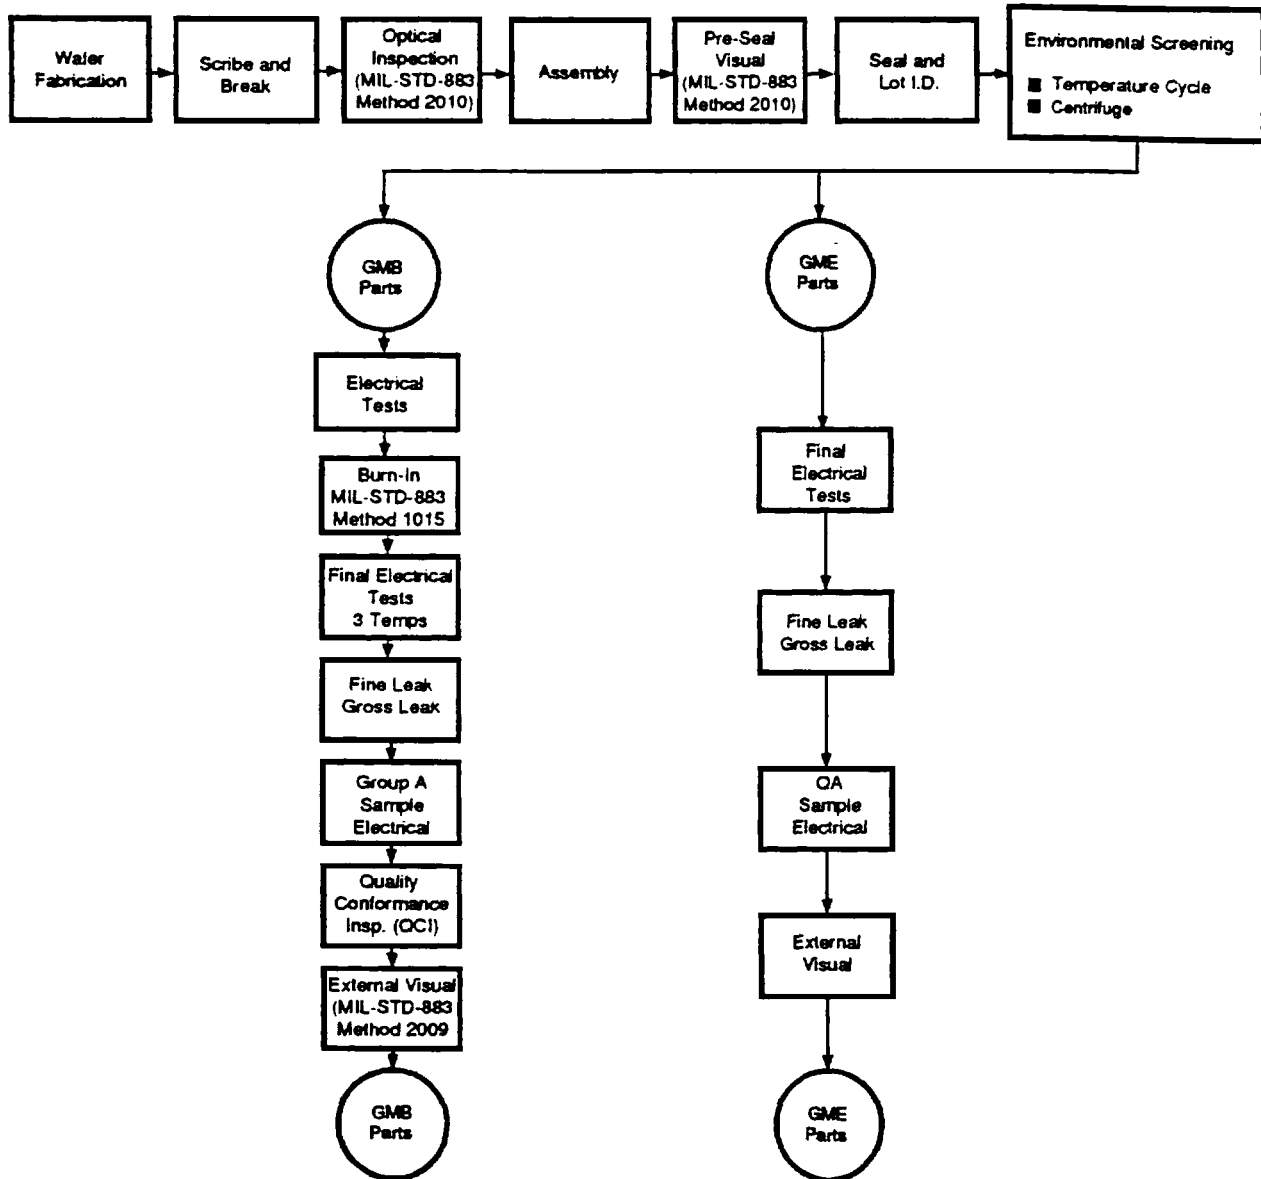 Wafer
Fabrication
Scribe and
Break
Optical
Inspection
(MIL-STD-883
Method 2010)
Assembly
Pre-Seal
Visual
(MIL-STD-883
Method 2010)
Seal and
Lot I.D.
Environmental Screening
■ Temperature Cycle
■ Centrifuge
GMB
Parts
Electrical
Tests
Burn-In
MIL-STD-883
Method 1015
Final Electrical
Tests
3 Temps
Fine Leak
Gross Leak
Group A
Sample
Electrical
Quality
Conformance
Insp. (QCI)
External Visual
(MIL-STD-883
Method 2009
GMB
Parts
GME
Parts
Final
Electrical
Tests
Fine Leak
Gross Leak
QA
Sample
Electrical
External
Visual
GME
Parts